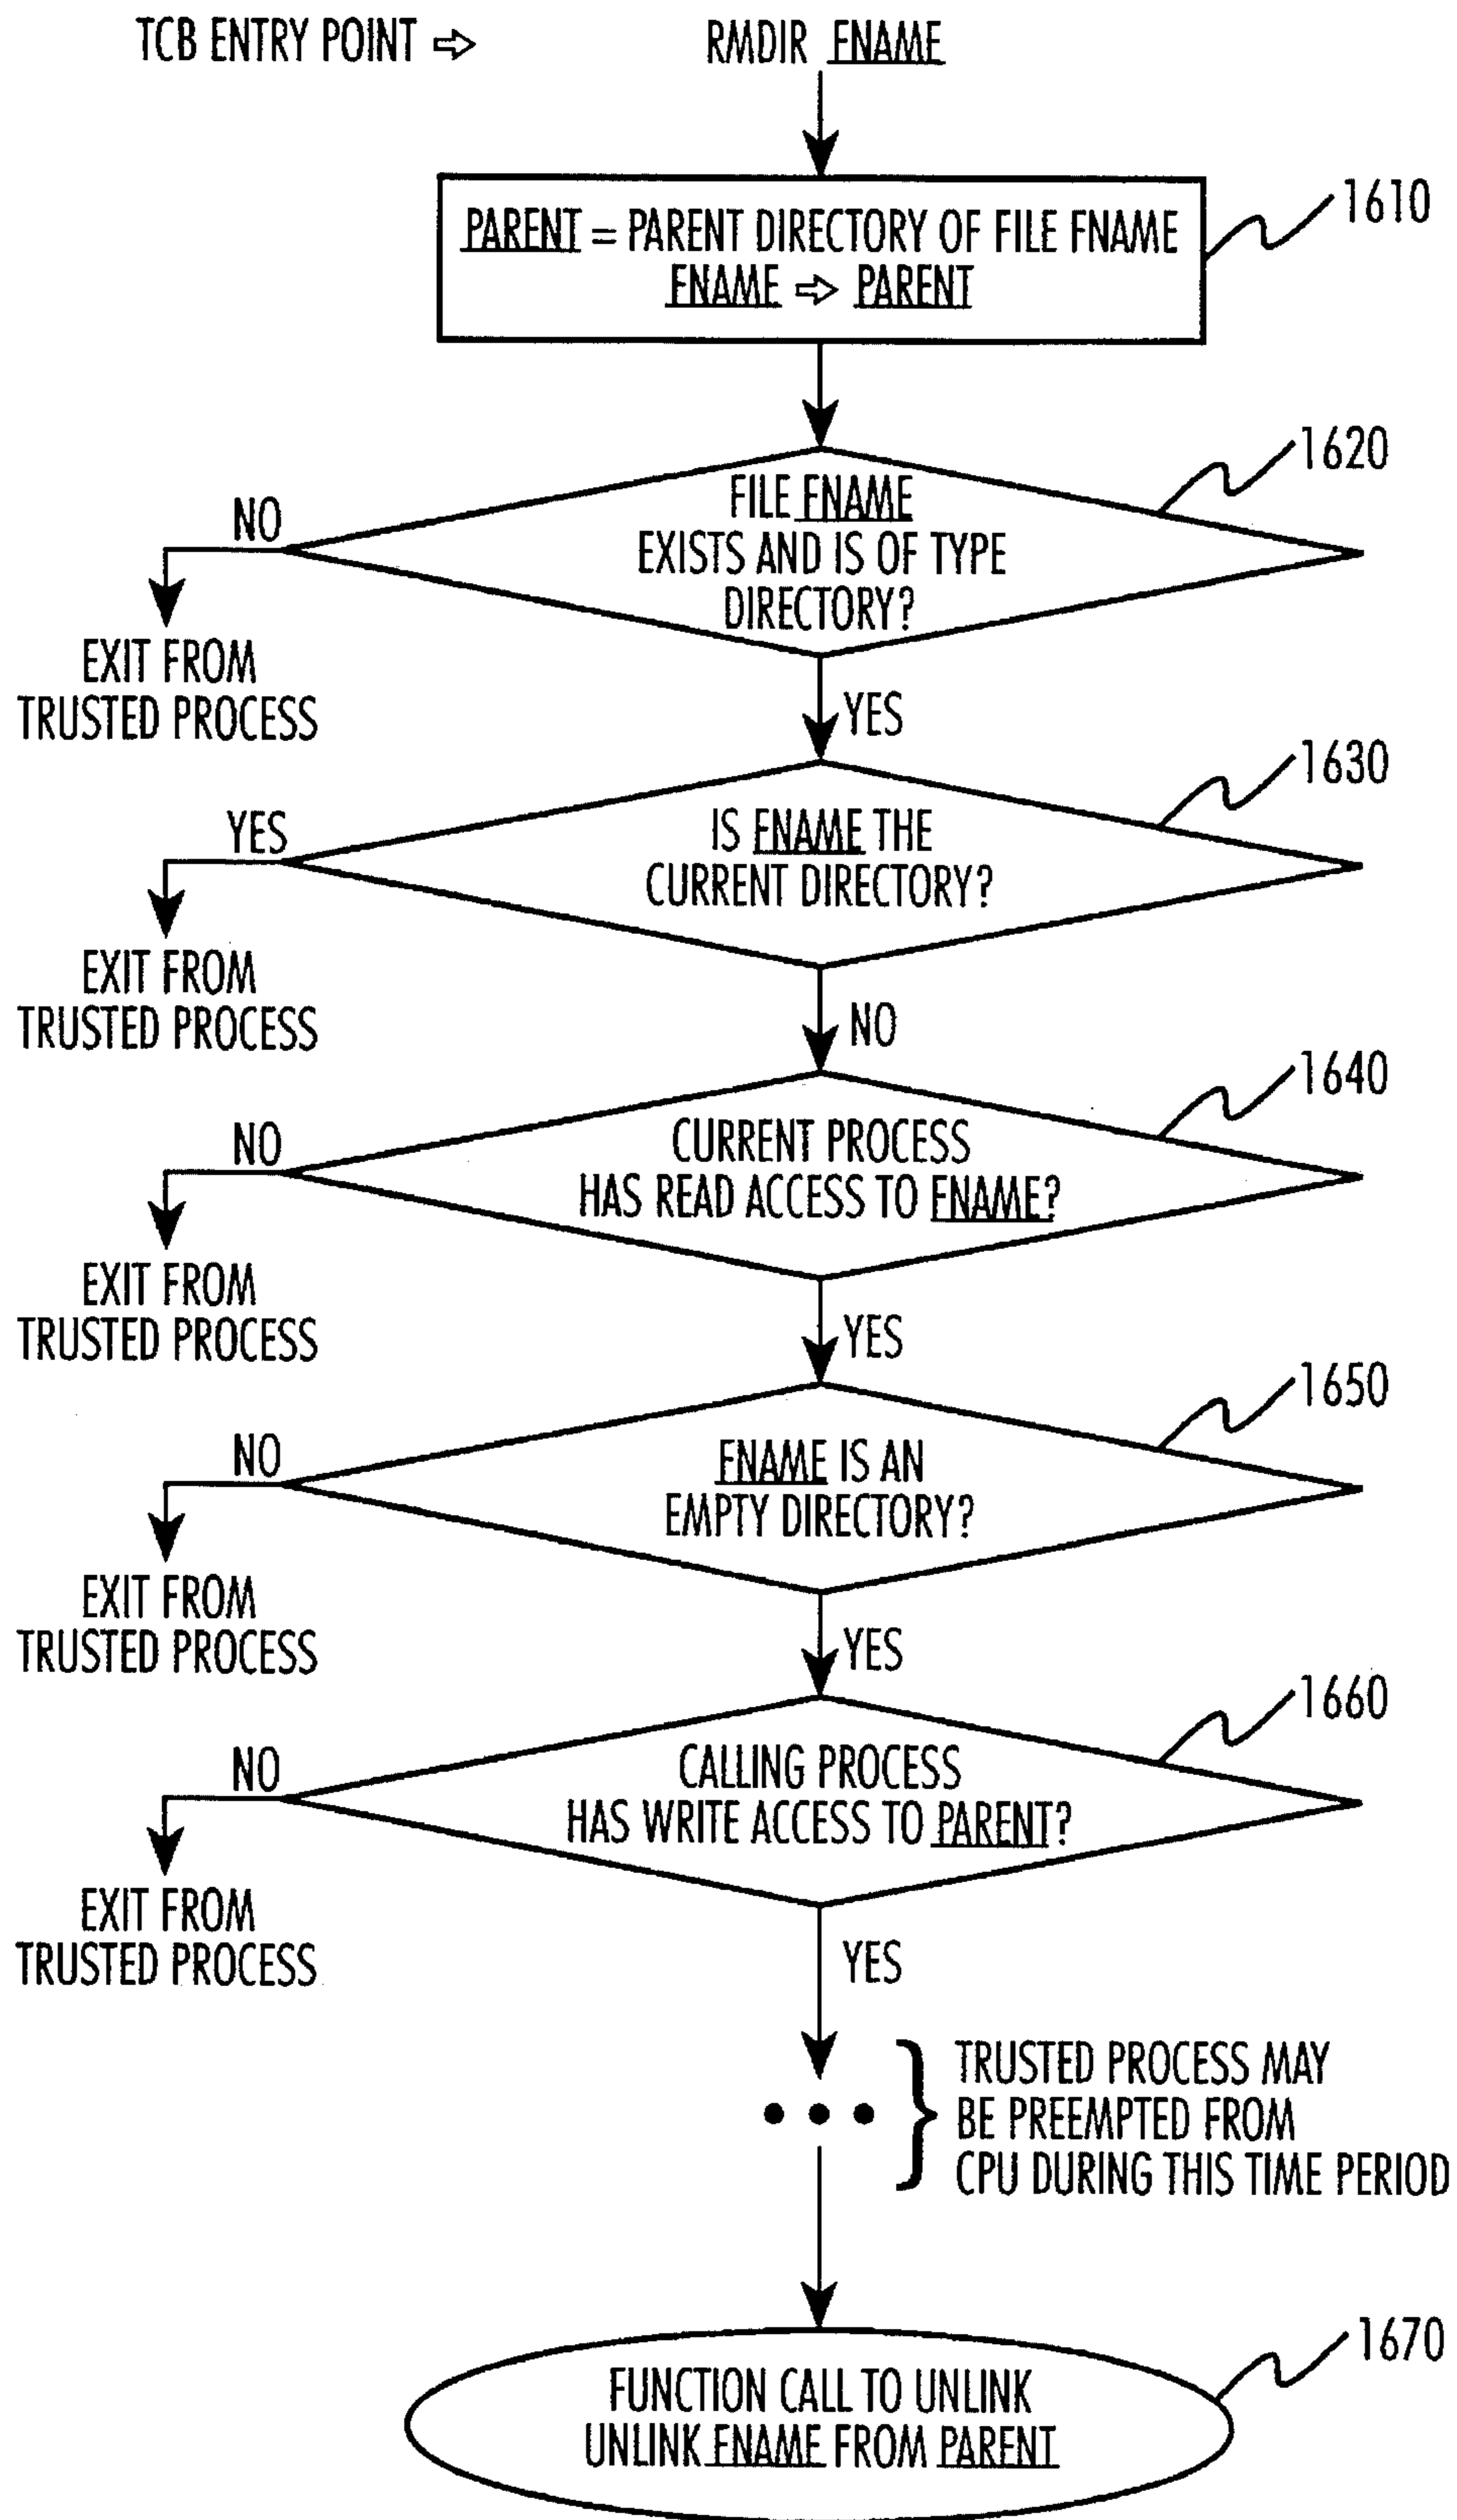 TCB ENTRY POINT ⇨ RMDIR FNAME
1610
PARENT = PARENT DIRECTORY OF FILE FNAME
FNAME ⇨ PARENT
1620
FILE FNAME
EXISTS AND IS OF TYPE
DIRECTORY?
NO
EXIT FROM
TRUSTED PROCESS
YES
1630
IS FNAME THE
CURRENT DIRECTORY?
YES
EXIT FROM
TRUSTED PROCESS
NO
1640
CURRENT PROCESS
HAS READ ACCESS TO FNAME?
NO
EXIT FROM
TRUSTED PROCESS
YES
1650
FNAME IS AN
EMPTY DIRECTORY?
NO
EXIT FROM
TRUSTED PROCESS
YES
1660
CALLING PROCESS
HAS WRITE ACCESS TO PARENT?
NO
EXIT FROM
TRUSTED PROCESS
YES
• • •
TRUSTED PROCESS MAY
BE PREEMPTED FROM
CPU DURING THIS TIME PERIOD
1670
FUNCTION CALL TO UNLINK
UNLINK FNAME FROM PARENT